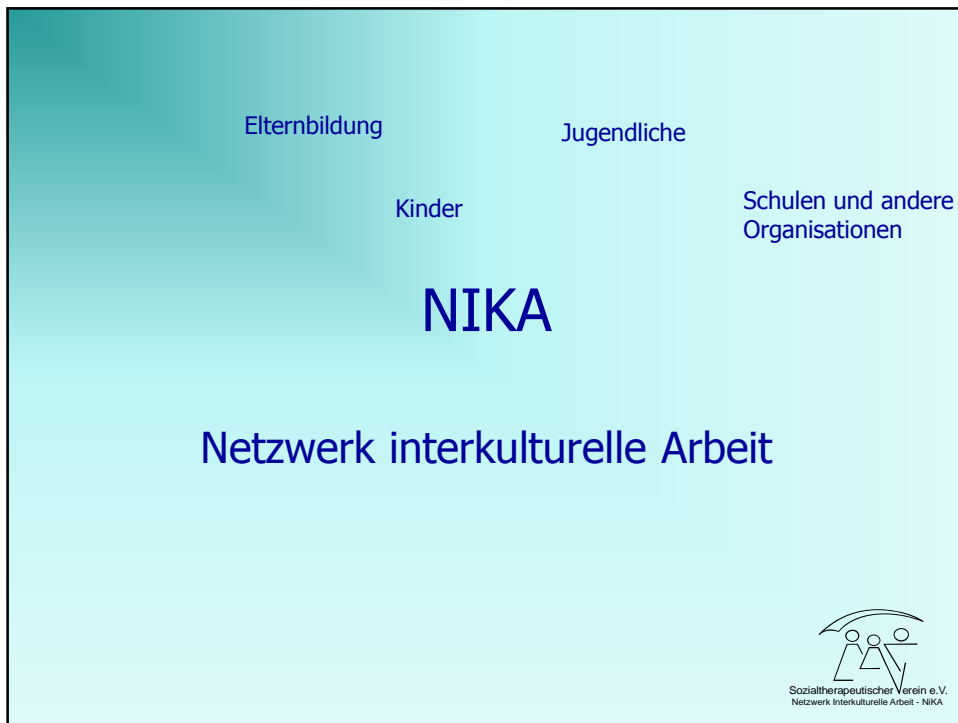 Elternbildung
Jugendliche
Kinder
Schulen und andere
Organisationen
NIKA
Netzwerk interkulturelle Arbeit
Sozialtherapeutischer Verein e.V.
Netzwerk Interkulturelle Arbeit - NiKA